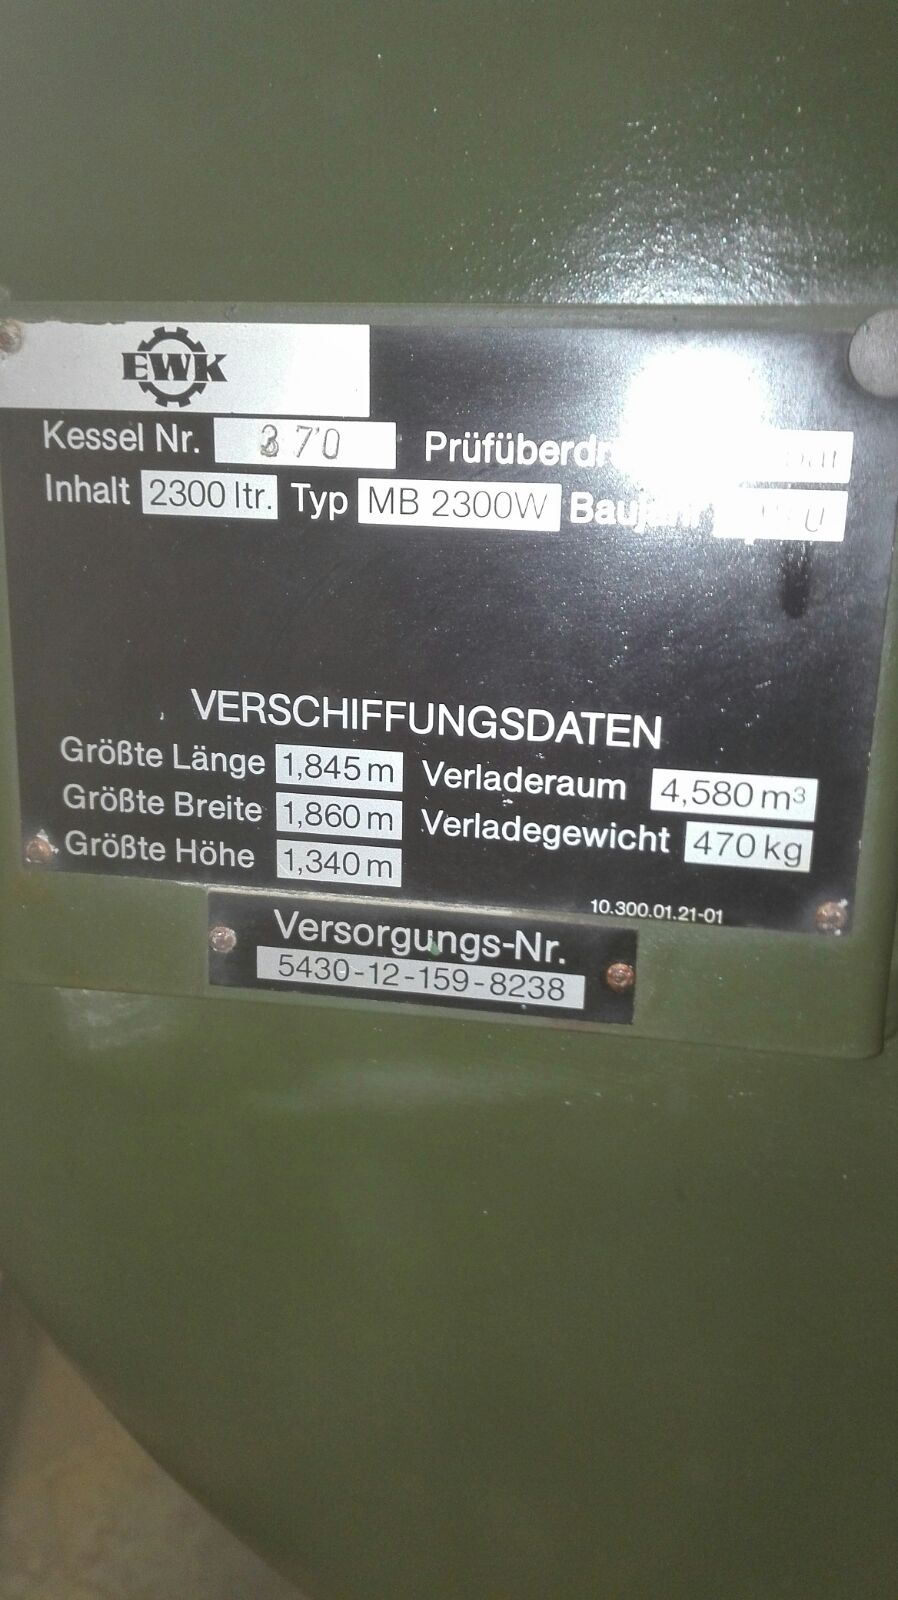 EWK
Kessel Nr. 370 Prüfüberdr bar
Inhalt 2300 ltr. Typ MB 2300W Baujahr
VERSCHIFFUNGSDATEN
Größte Länge 1,845 m Verladeraum 4,580 m³
Größte Breite 1,860 m Verladegewicht 470 kg
Größte Höhe 1,340 m
10.300.01.21-01
Versorgungs-Nr.
5430-12-159-8238